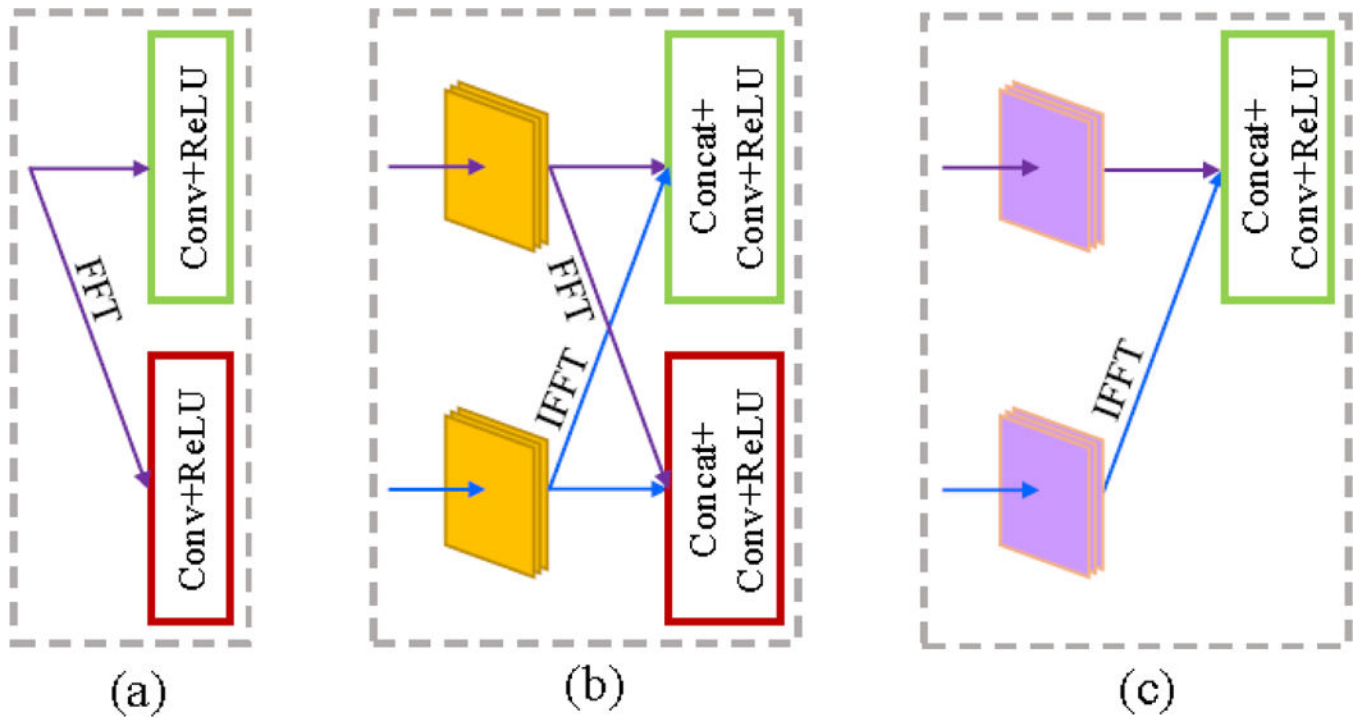 Conv+ReLU
FFT
Conv+ReLU
(a)
Concat+
Conv+ReLU
FFT
IFFT
Concat+
Conv+ReLU
(b)
Concat+
Conv+ReLU
IFFT
(c)